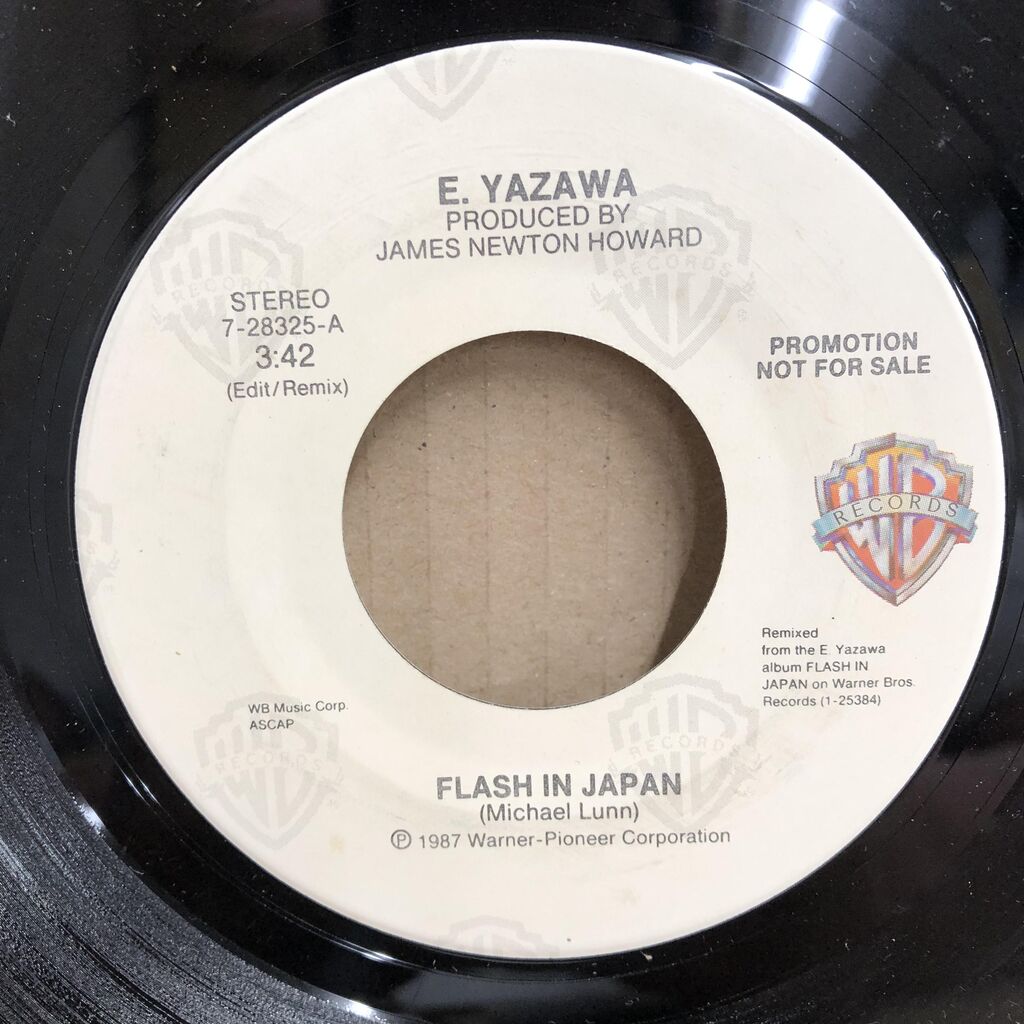 E. YAZAWA
PRODUCED BY
JAMES NEWTON HOWARD
STEREO
7-28325-A
3:42
(Edit/Remix)
PROMOTION
NOT FOR SALE
WB
RECORDS
Remixed
from the E. Yazawa
album FLASH IN
JAPAN on Warner Bros.
Records (1-25384)
WB Music Corp.
ASCAP
FLASH IN JAPAN
(Michael Lunn)
Ⓟ 1987 Warner-Pioneer Corporation